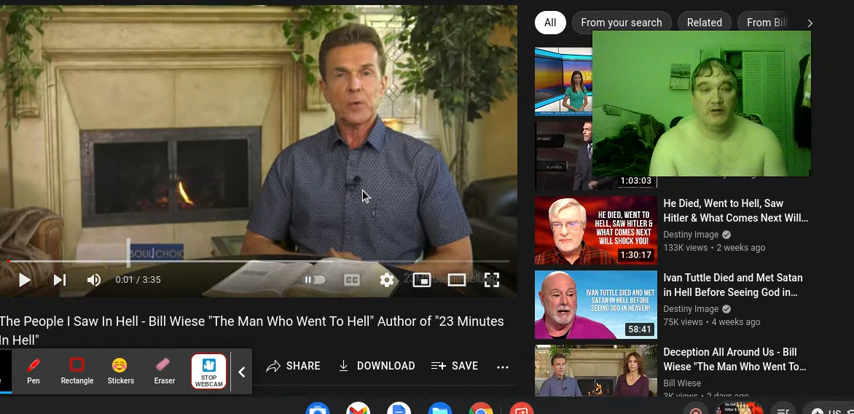 All
From your search
Related
From Bill
1:03:03
HE DIED, WENT TO
HELL, SAW HITLER
& WHAT COMES
NEXT WILL
SHOCK YOU!
1:30:17
He Died, Went to Hell, Saw
Hitler & What Comes Next Will...
Destiny Image
133K views • 2 weeks ago
IVAN TUTTLE DIED AND MET
SATAN IN HELL BEFORE
SEEING GOD IN HEAVEN!
58:41
Ivan Tuttle Died and Met Satan
in Hell Before Seeing God in...
Destiny Image
75K views • 4 weeks ago
Deception All Around Us - Bill
Wiese "The Man Who Went To...
Bill Wiese
SOUL CHOIC
0:01 / 3:35
CC
The People I Saw In Hell - Bill Wiese "The Man Who Went To Hell" Author of "23 Minutes
In Hell"
Pen
Rectangle
Stickers
Eraser
STOP
WEBCAM
SHARE
DOWNLOAD
SAVE
US